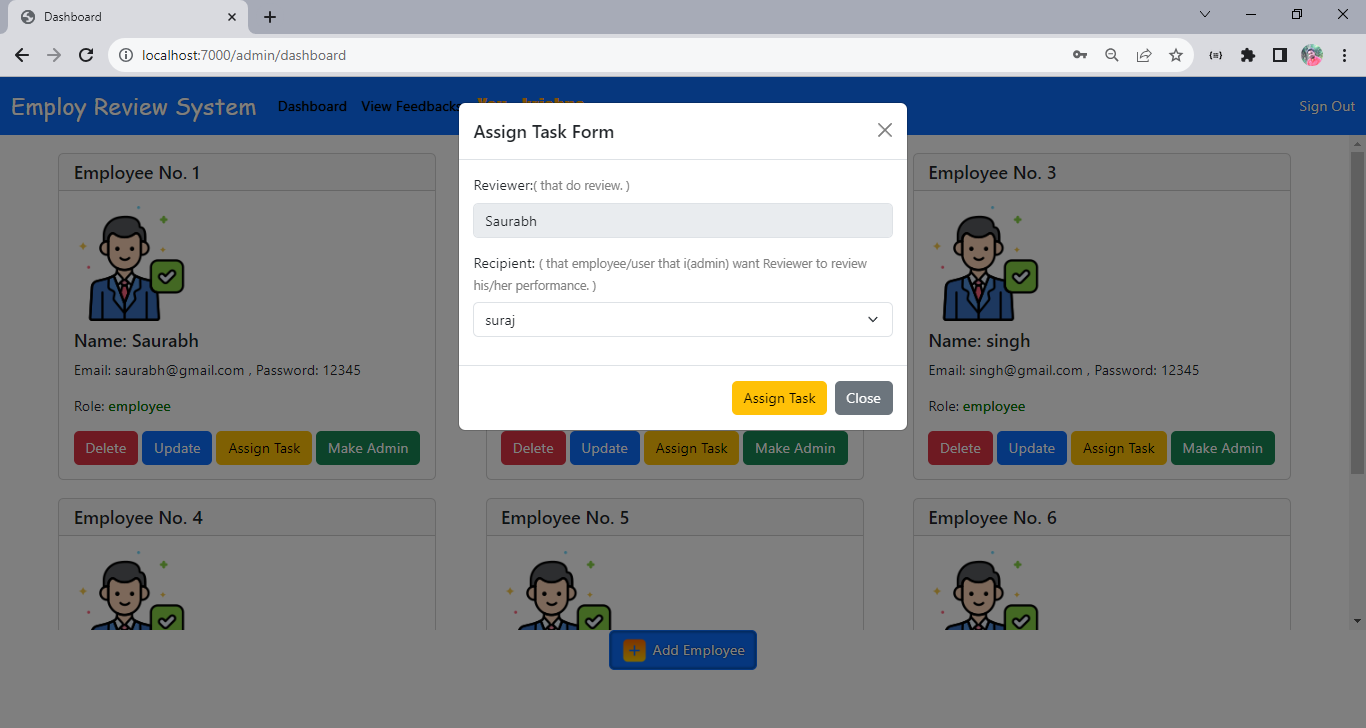 Dashboard
localhost:7000/admin/dashboard
Employ Review System
Dashboard
View Feedbacks
Sign Out
Assign Task Form
Reviewer:( that do review. )
Saurabh
Recipient: ( that employee/user that i(admin) want Reviewer to review
his/her performance. )
suraj
Assign Task
Close
Employee No. 1
Name: Saurabh
Email: saurabh@gmail.com , Password: 12345
Role: employee
Delete Update Assign Task Make Admin
Delete Update Assign Task Make Admin
Employee No. 3
Name: singh
Email: singh@gmail.com , Password: 12345
Role: employee
Delete Update Assign Task Make Admin
Employee No. 4
Employee No. 5
Employee No. 6
Add Employee